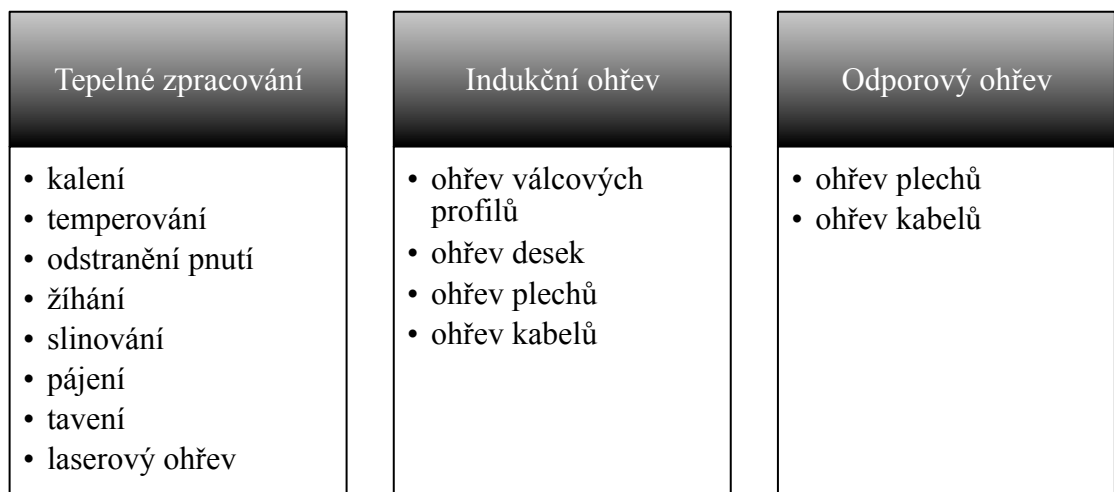 Tepelné zpracování
• kalení
• temperování
• odstranění pnutí
• žíhání
• slinování
• pájení
• tavení
• laserový ohřev
Indukční ohřev
• ohřev válcových
profilů
• ohřev desek
• ohřev plechů
• ohřev kabelů
Odporový ohřev
• ohřev plechů
• ohřev kabelů